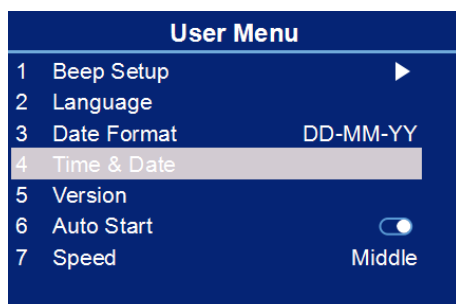 User Menu
1 Beep Setup
2 Language
3 Date Format DD-MM-YY
4 Time & Date
5 Version
6 Auto Start
7 Speed Middle